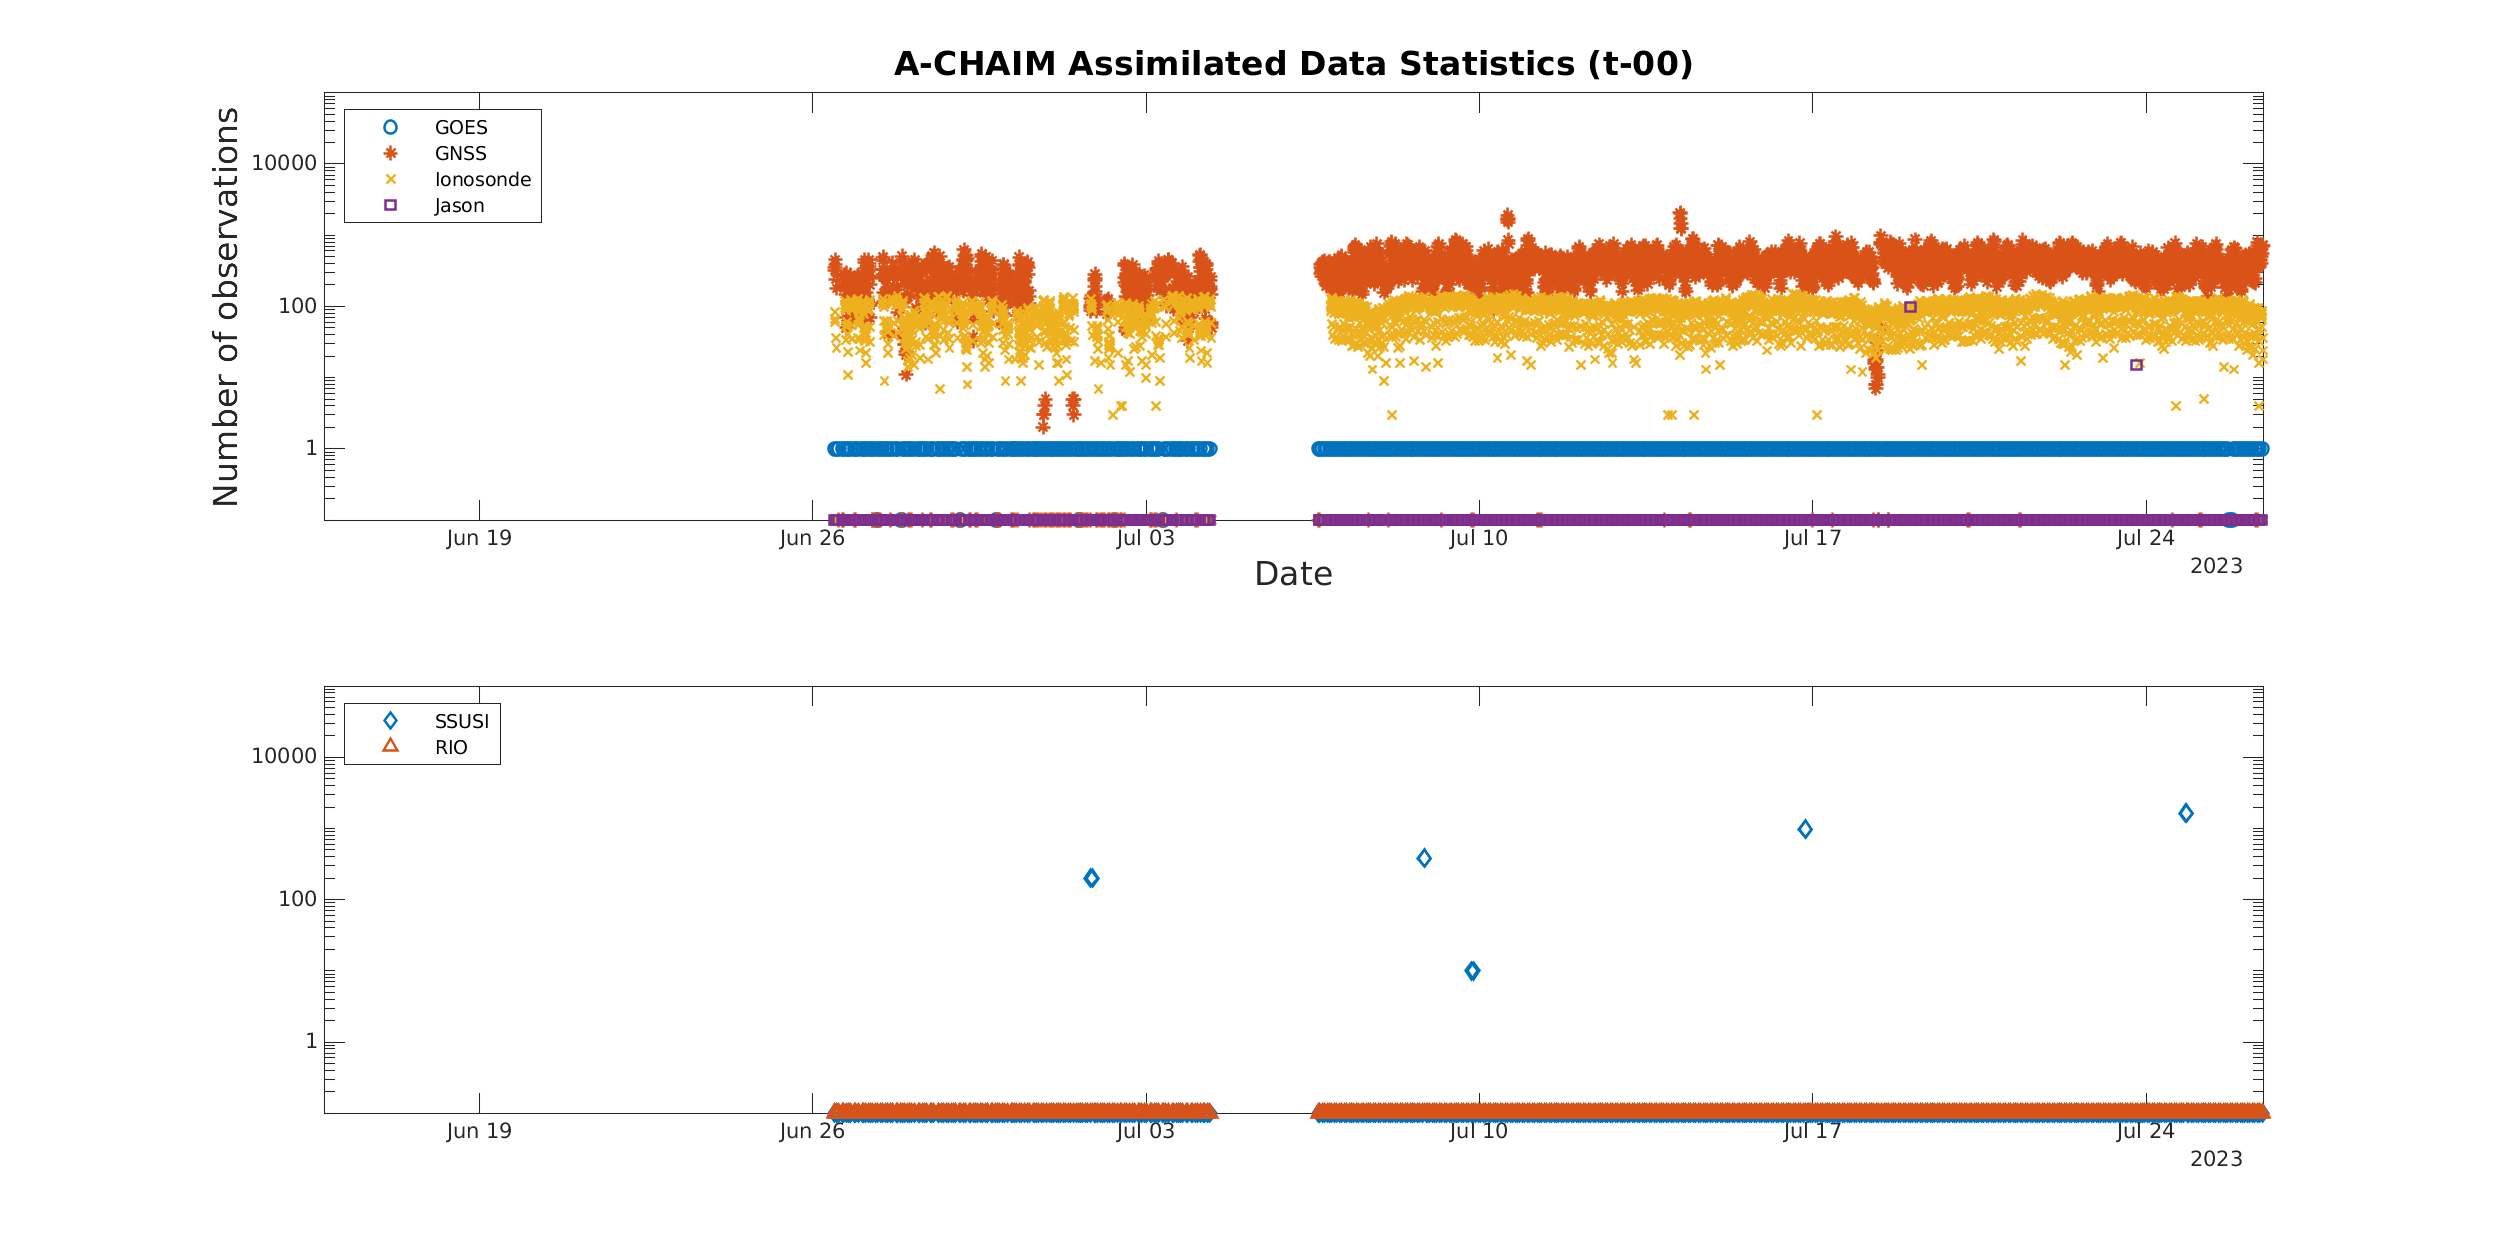 A-CHAIM Assimilated Data Statistics (t-00)
Number of observations
GOES
GNSS
Ionosonde
Jason
10000
100
1
Jun 19 Jun 26 Jul 03 Jul 10 Jul 17 Jul 24
2023
Date
SSUSI
RIO
10000
100
1
Jun 19 Jun 26 Jul 03 Jul 10 Jul 17 Jul 24
2023